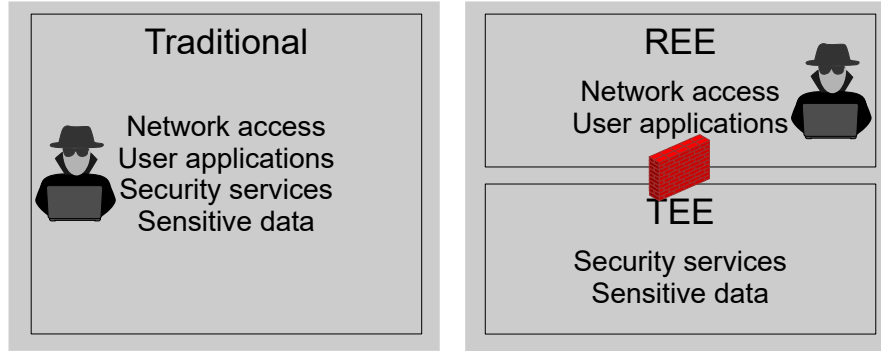 Traditional
Network access
User applications
Security services
Sensitive data
REE
Network access
User applications
TEE
Security services
Sensitive data